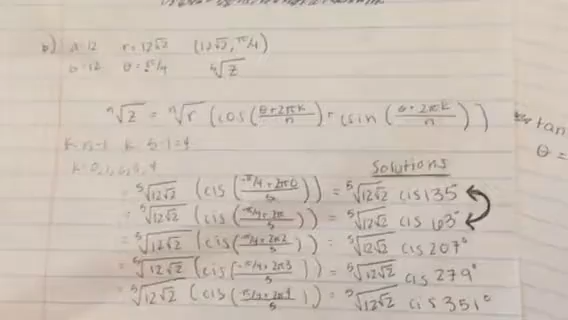 b) a=12 r=12√2 (12√2, π/4)
b=12 θ=π/4 ∜z
ⁿ√z = ⁿ√r (cos((θ+2πk)/n) + isin((θ+2πk)/n))
tan
k=n-1 k 5-1=4
θ =
k=0,1,2,3,4
Solutions
⁵√12√2 (cis((-π/4+2π0)/5)) = ⁵√12√2 cis 135°
= ⁵√12√2 (cis((-π/4+2π)/5)) = ⁵√12√2 cis 63°
= ⁵√12√2 (cis((-π/4+2π2)/5)) = ⁵√12√2 cis 207°
= ⁵√12√2 (cis((-π/4+2π3)/5)) = ⁵√12√2 cis 279°
= ⁵√12√2 (cis((π/4+2π4)/5)) = ⁵√12√2 cis 351°